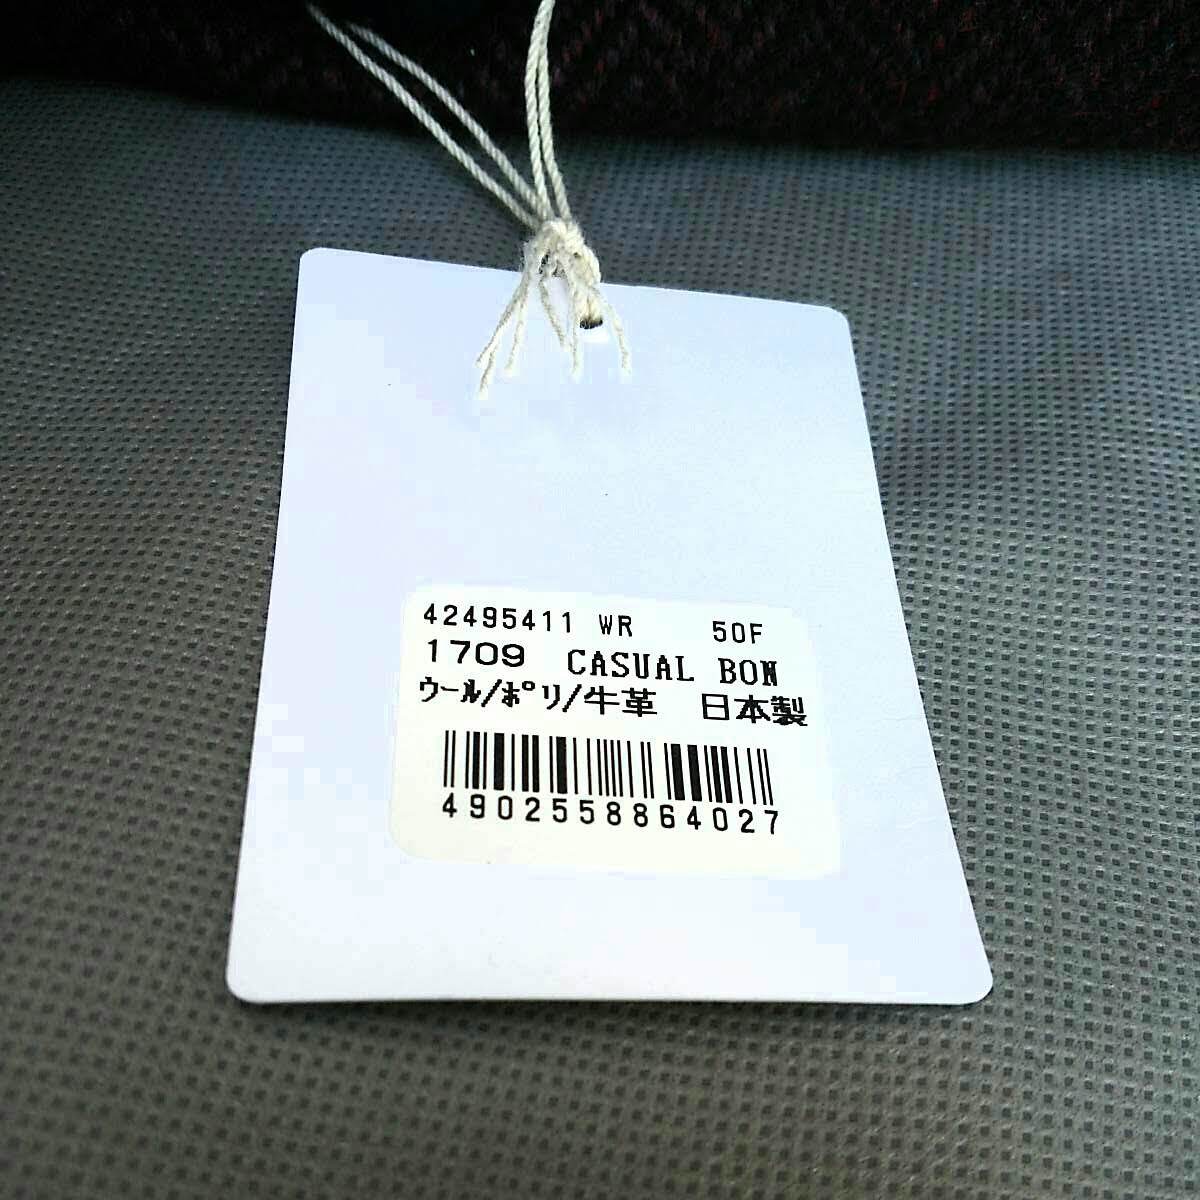 42495411 WR 50F
1709 CASUAL BON
ｳｰﾙ/ﾎﾟﾘ/牛革 日本製
4902558864027